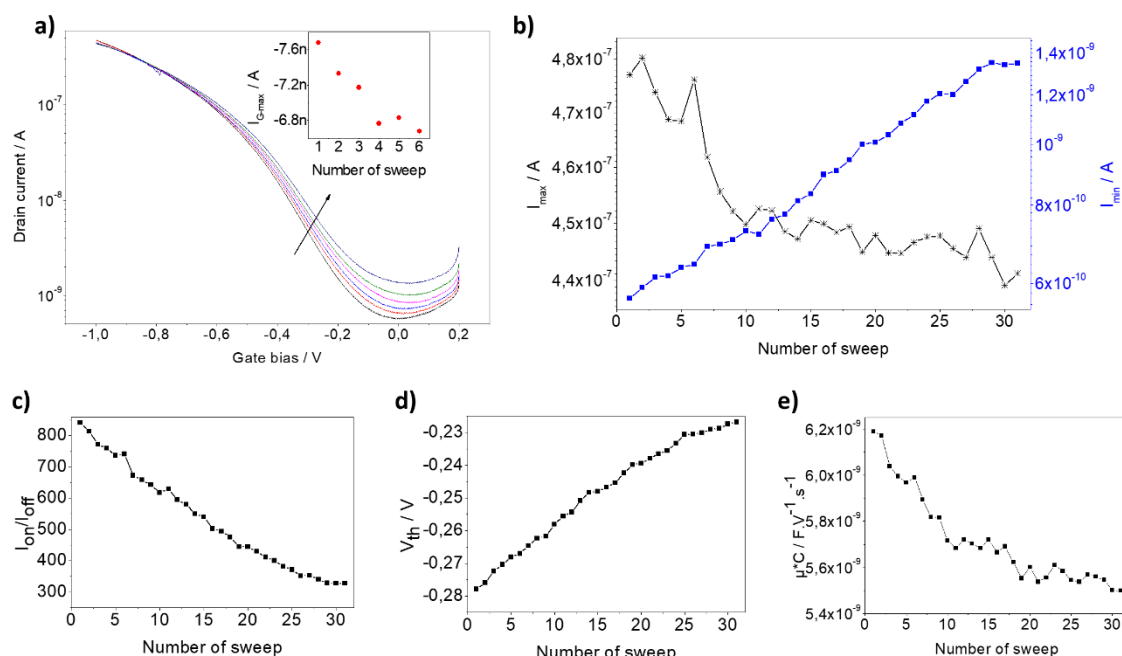 a)
Drain current / A
10⁻⁷
10⁻⁸
10⁻⁹
-1,0 -0,8 -0,6 -0,4 -0,2 0,0 0,2
Gate bias / V
I_G-max / A
-7.6n
-7.2n
-6.8n
1 2 3 4 5 6
Number of sweep
b)
I_max / A
4,8x10⁻⁷
4,7x10⁻⁷
4,6x10⁻⁷
4,5x10⁻⁷
4,4x10⁻⁷
0 5 10 15 20 25 30
Number of sweep
1,4x10⁻⁹
1,2x10⁻⁹
10⁻⁹
8x10⁻¹⁰
6x10⁻¹⁰
I_min / A
c)
I_on/I_off
800
700
600
500
400
300
0 5 10 15 20 25 30
Number of sweep
d)
V_th / V
-0,23
-0,24
-0,25
-0,26
-0,27
-0,28
0 5 10 15 20 25 30
Number of sweep
e)
µ*C / F.V⁻¹.s⁻¹
6,2x10⁻⁹
6,0x10⁻⁹
5,8x10⁻⁹
5,6x10⁻⁹
5,4x10⁻⁹
0 5 10 15 20 25 30
Number of sweep